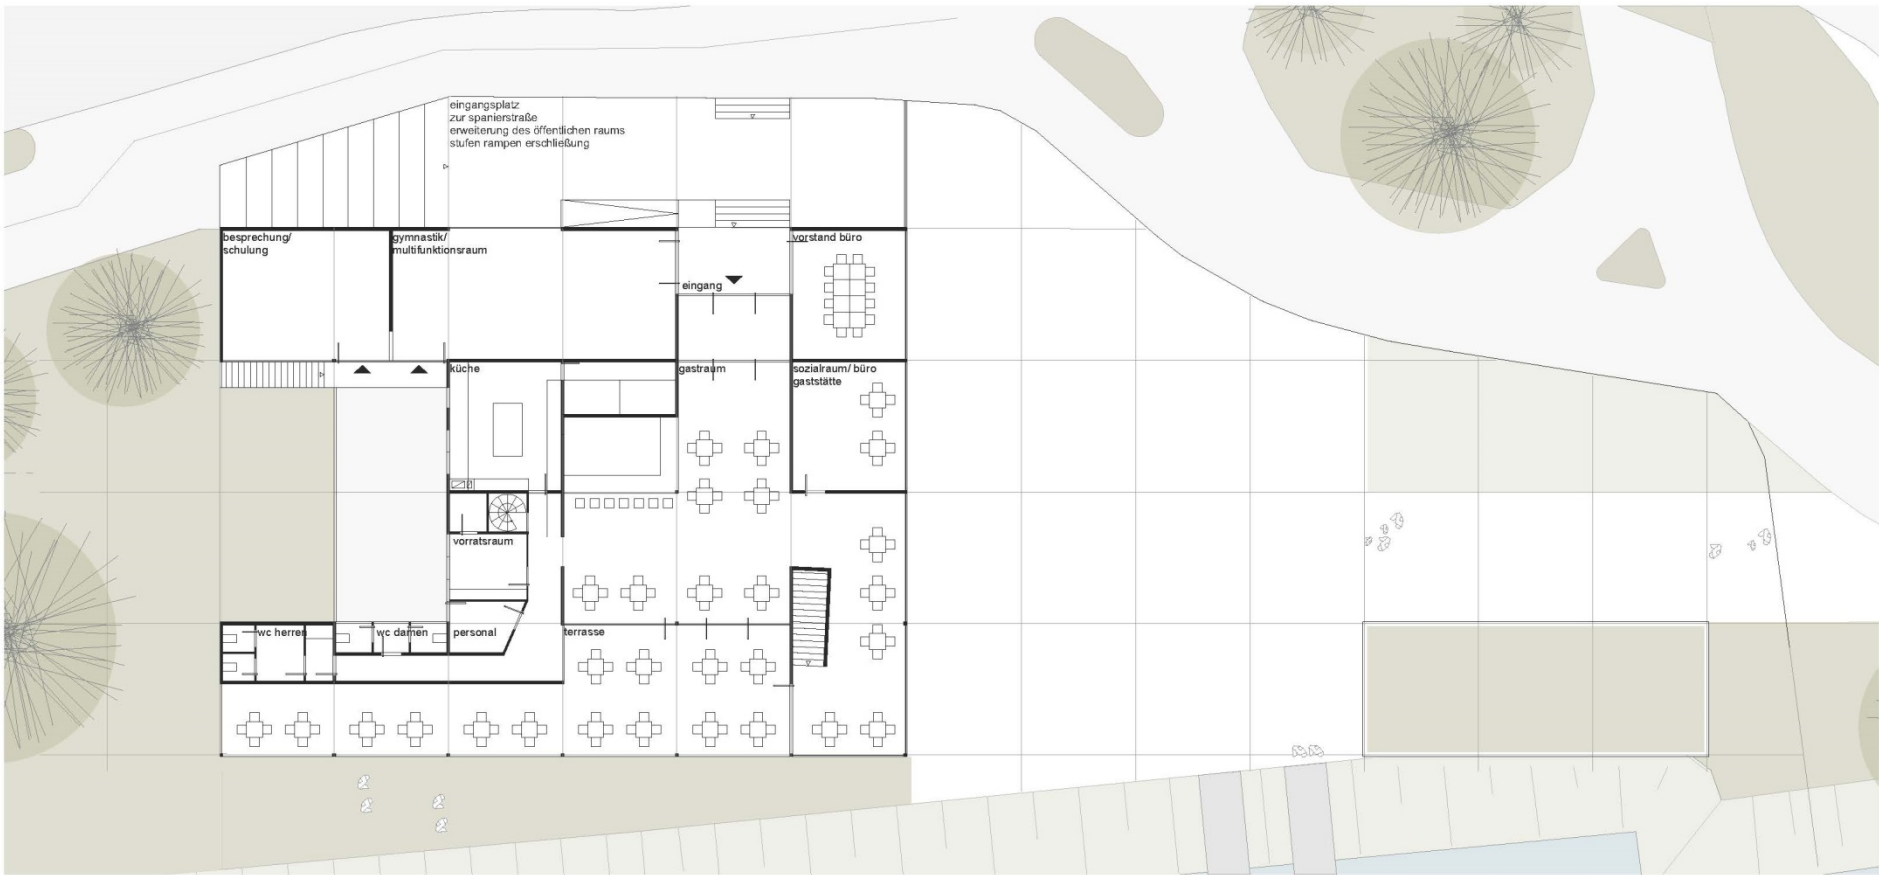 eingangsplatz
zur spanierstraße
erweiterung des öffentlichen raums
stufen rampen erschließung
besprechung/
schulung
gymnastik/
multifunktionsraum
vorstand büro
eingang
küche
gastraum
sozialraum/ büro
gaststätte
vorratsraum
wc herren
wc damen
personal
terrasse